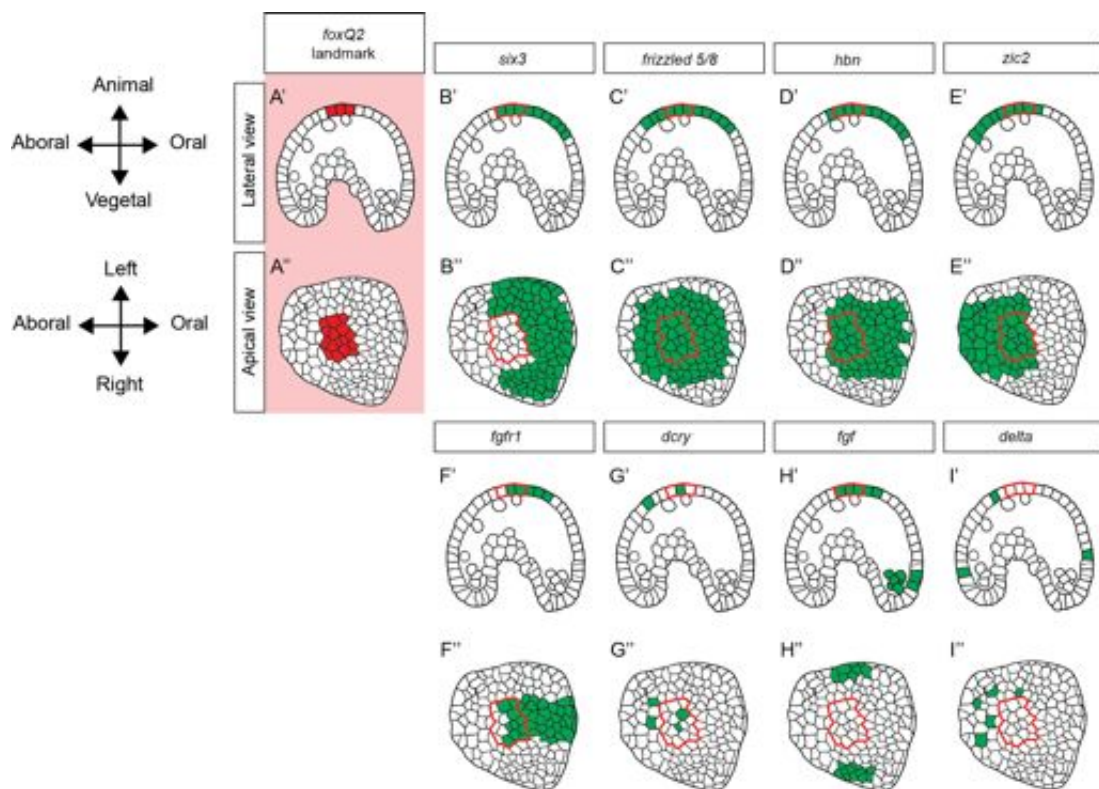 foxQ2
landmark
six3
frizzled 5/8
hbn
zic2
Animal
Aboral
Oral
Vegetal
Lateral view
A'
B'
C'
D'
E'
Left
Aboral
Oral
Right
Apical view
A"
B"
C"
D"
E"
fgfr1
dcry
fgf
delta
F'
G'
H'
I'
F"
G"
H"
I"